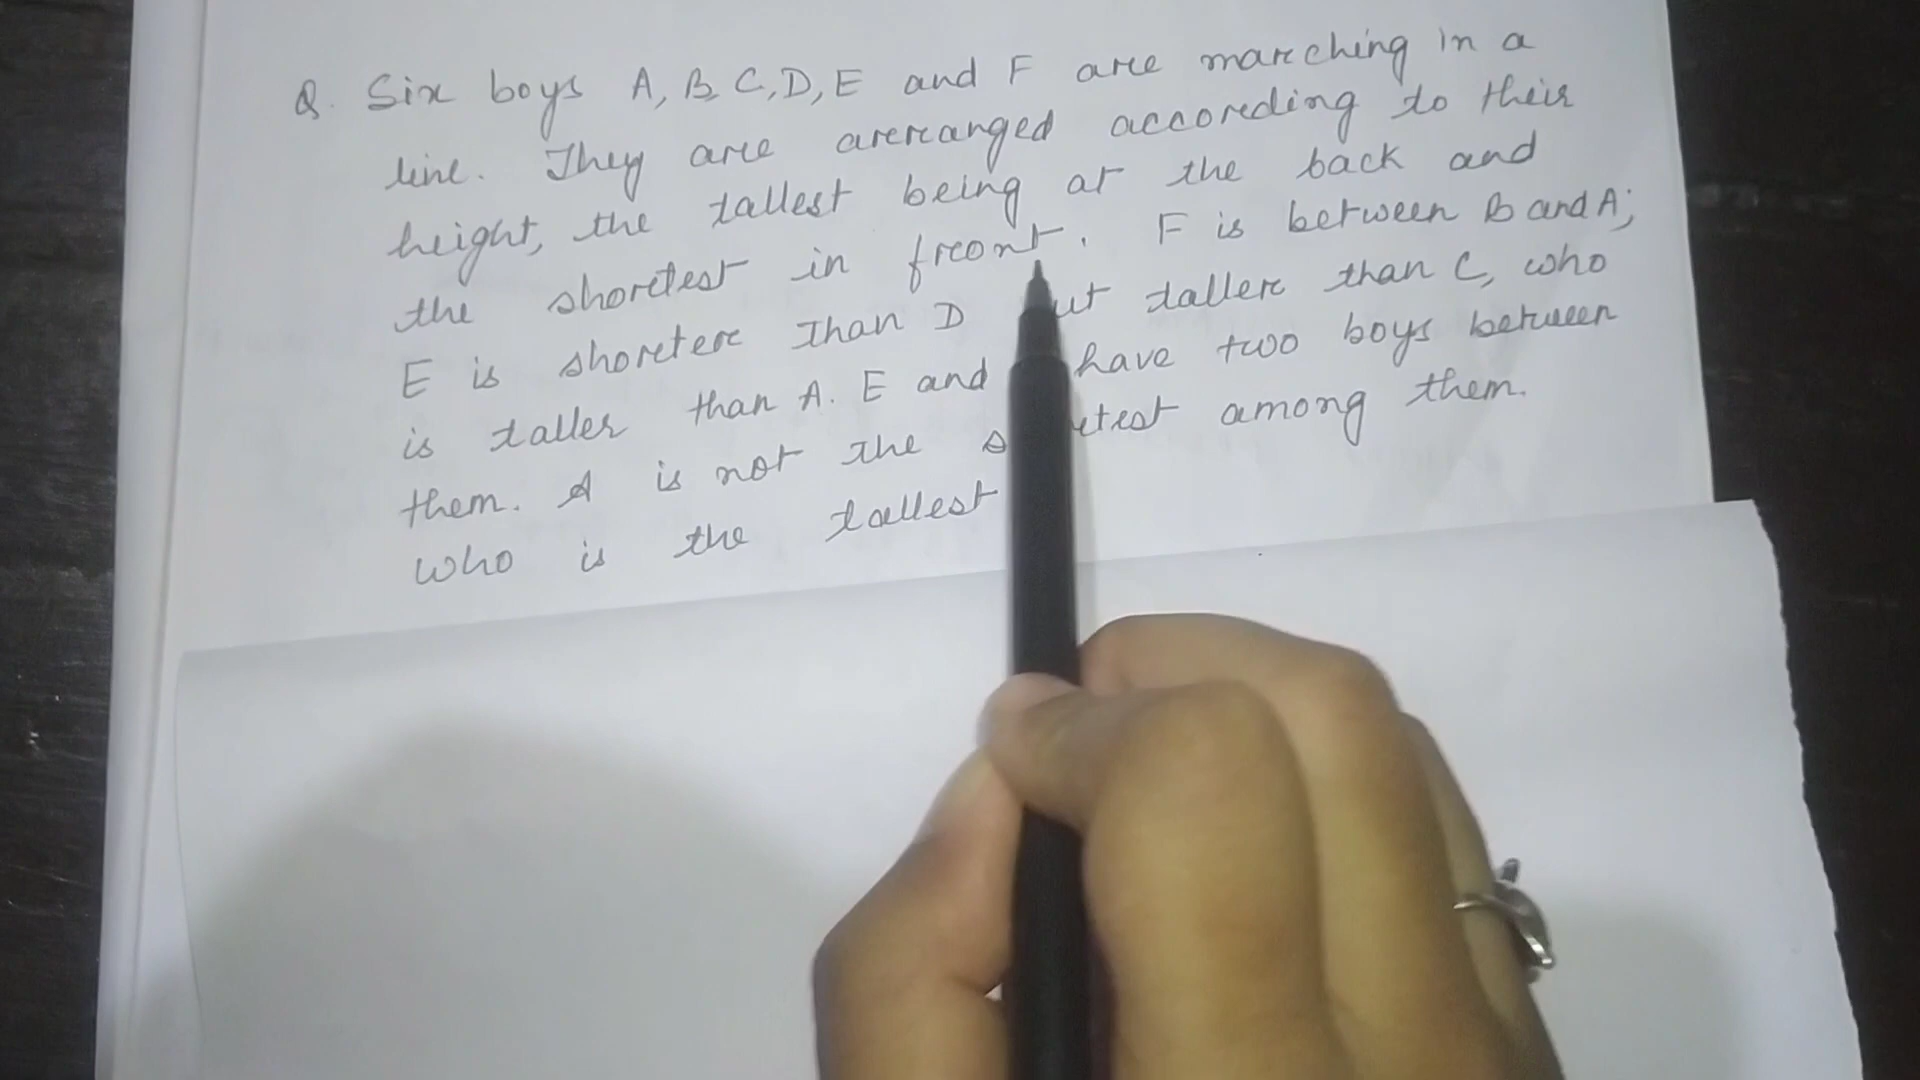 Q. Six boys A, B, C, D, E and F are marching in a
line. They are arranged according to their
height, the tallest being at the back and
the shortest in front. F is between B and A;
E is shorter than D taller than C, who
is taller than A. E and have two boys between
them. A is not the among them.
Who is the tallest